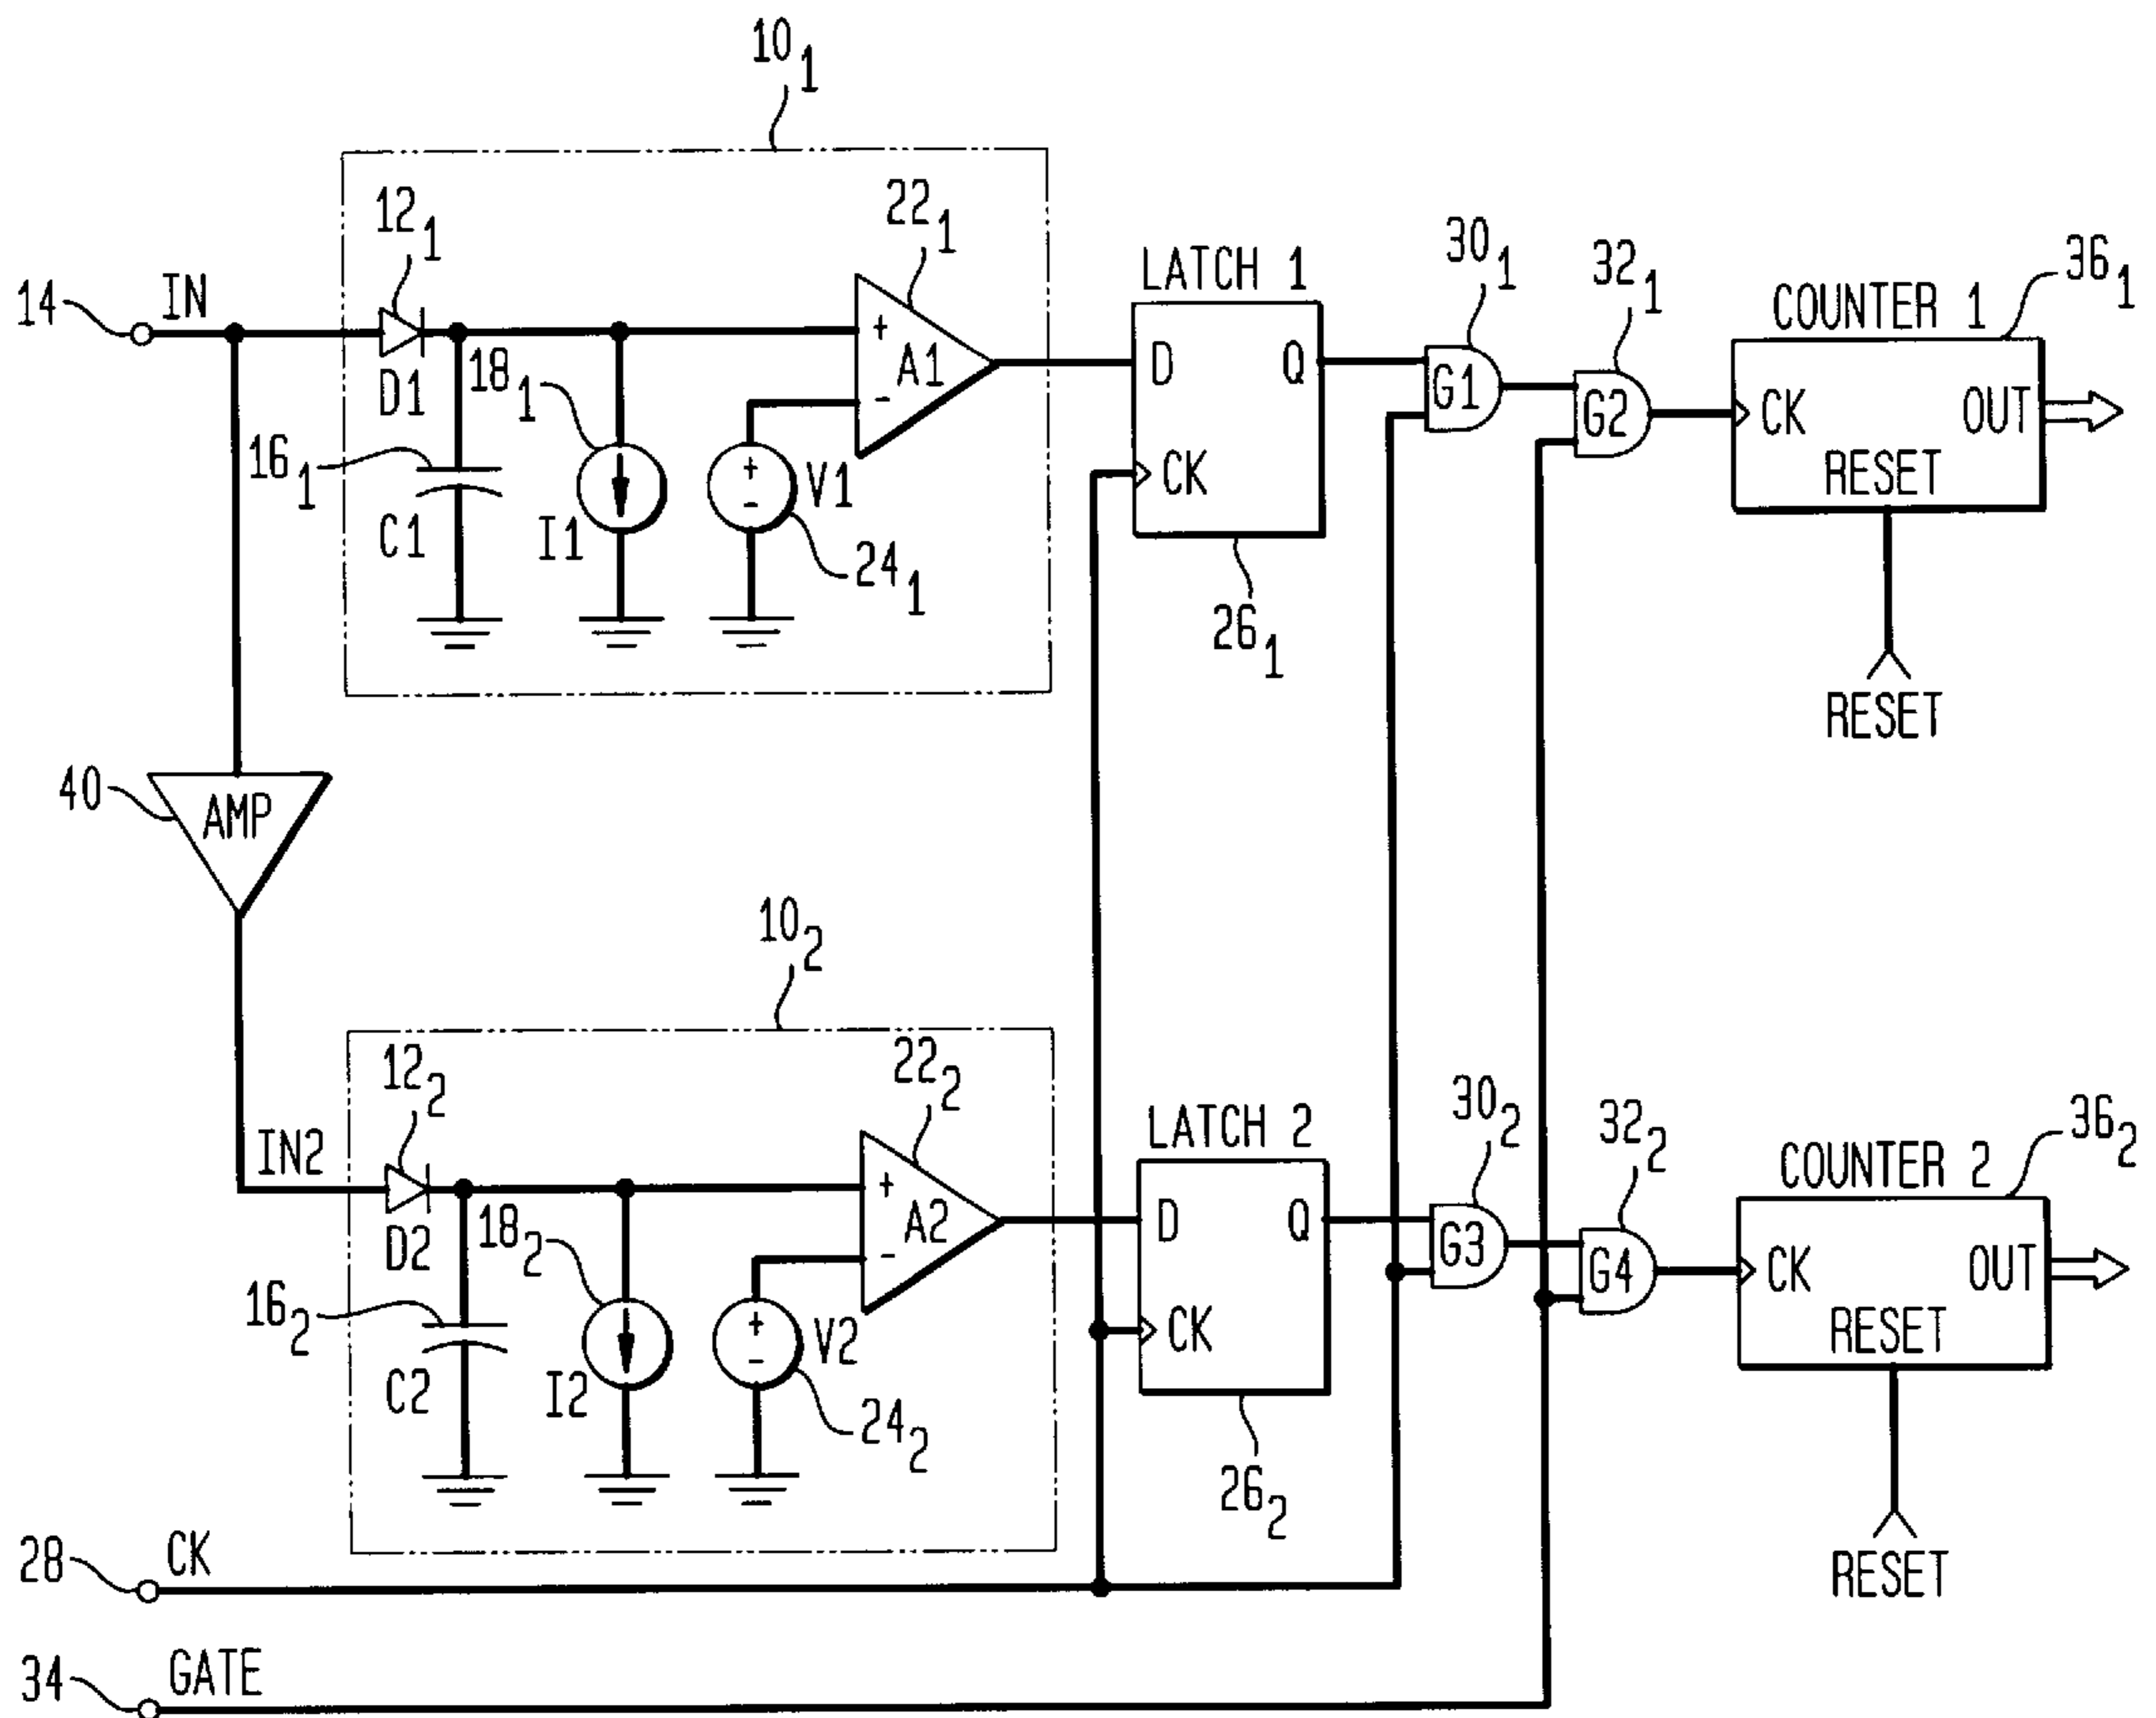 10₁
12₁
22₁
14
IN
D1
18₁
+
A1
-
16₁
C1
I1
+
-
V1
24₁
LATCH 1
D
Q
CK
26₁
30₁
G1
32₁
G2
COUNTER 1
36₁
CK
OUT
RESET
RESET
40
AMP
10₂
12₂
22₂
IN2
D2
18₂
+
A2
-
16₂
C2
I2
+
-
V2
24₂
LATCH 2
D
Q
CK
26₂
30₂
G3
32₂
G4
COUNTER 2
36₂
CK
OUT
RESET
RESET
28
CK
34
GATE